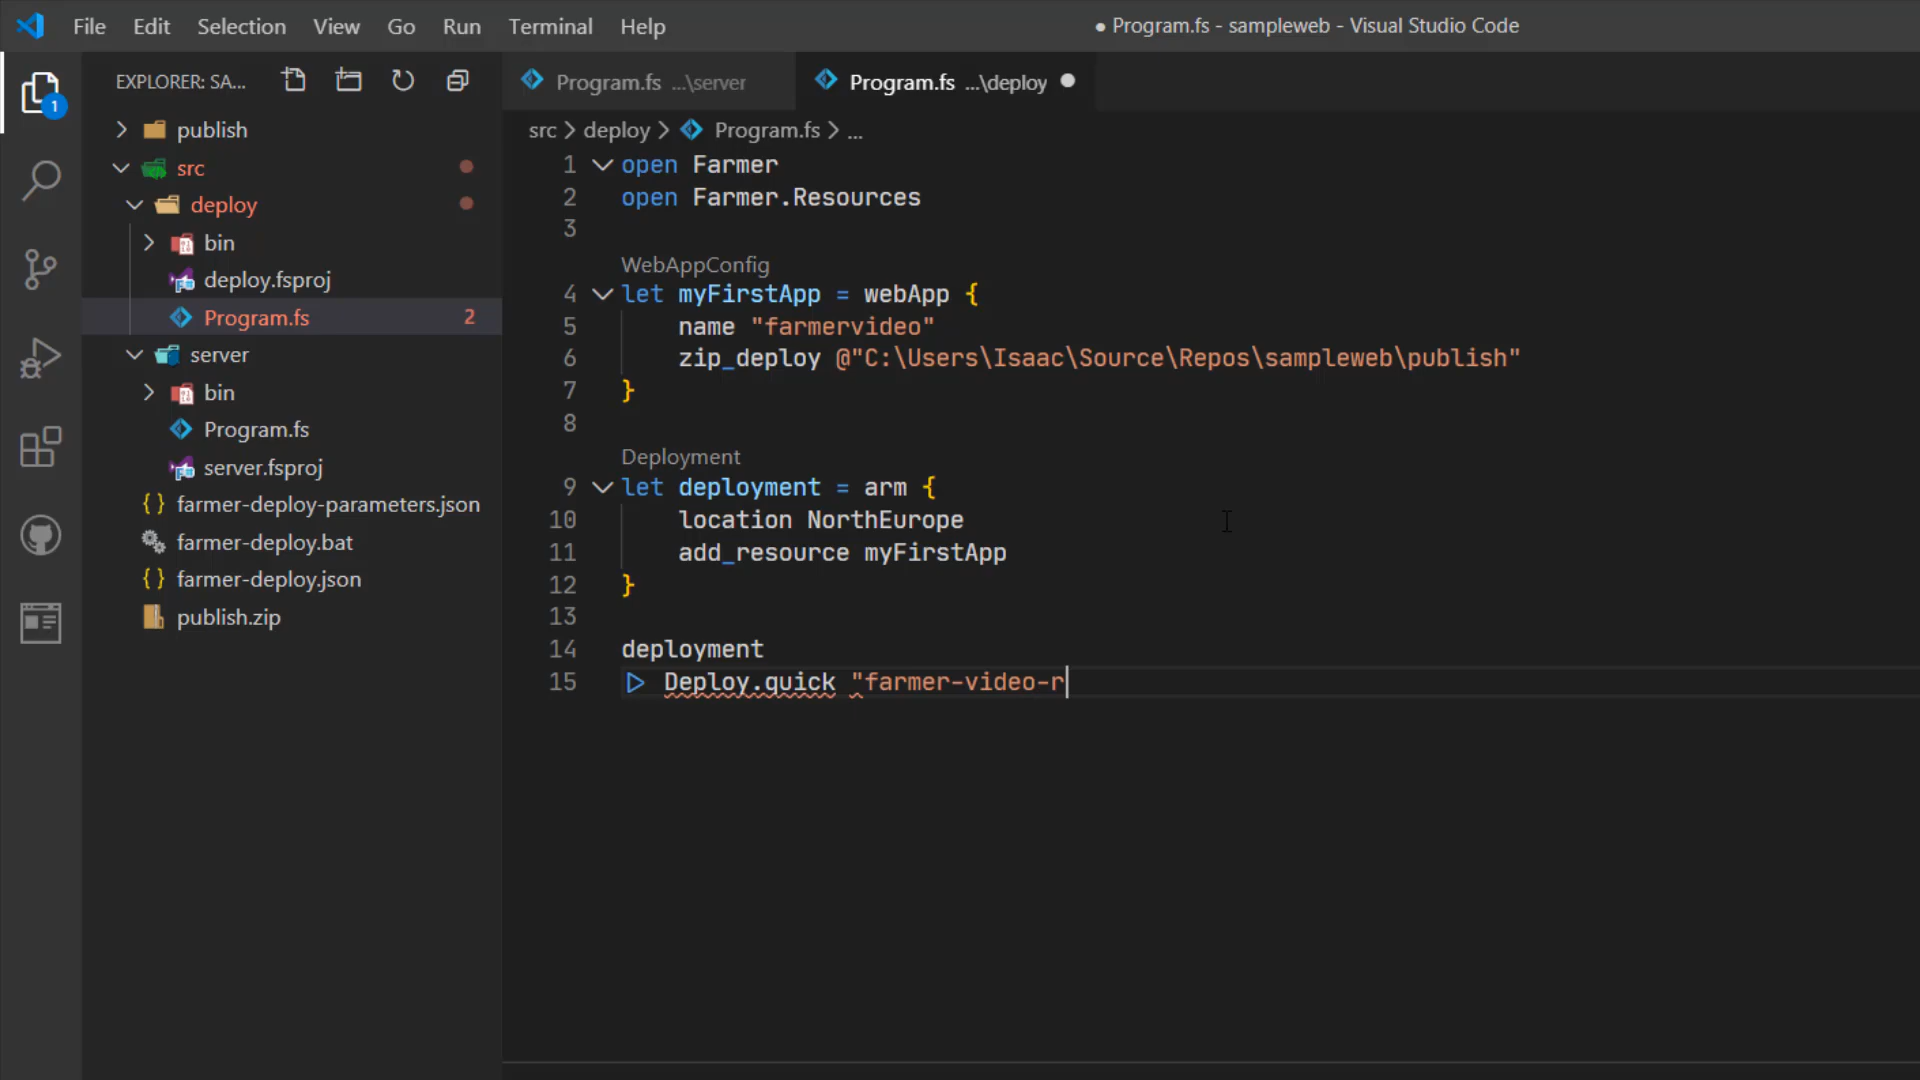 File Edit Selection View Go Run Terminal Help
● Program.fs - sampleweb - Visual Studio Code
EXPLORER: SA...
1
publish
src
deploy
bin
deploy.fsproj
Program.fs 2
server
bin
Program.fs
server.fsproj
{} farmer-deploy-parameters.json
farmer-deploy.bat
{} farmer-deploy.json
publish.zip
Program.fs ...\server
Program.fs ...\deploy ●
src > deploy > Program.fs > ...
1 open Farmer
2 open Farmer.Resources
3
WebAppConfig
4 let myFirstApp = webApp {
5 name "farmervideo"
6 zip_deploy @"C:\Users\Isaac\Source\Repos\sampleweb\publish"
7 }
8
Deployment
9 let deployment = arm {
10 location NorthEurope
11 add_resource myFirstApp
12 }
13
14 deployment
15 |> Deploy.quick "farmer-video-r